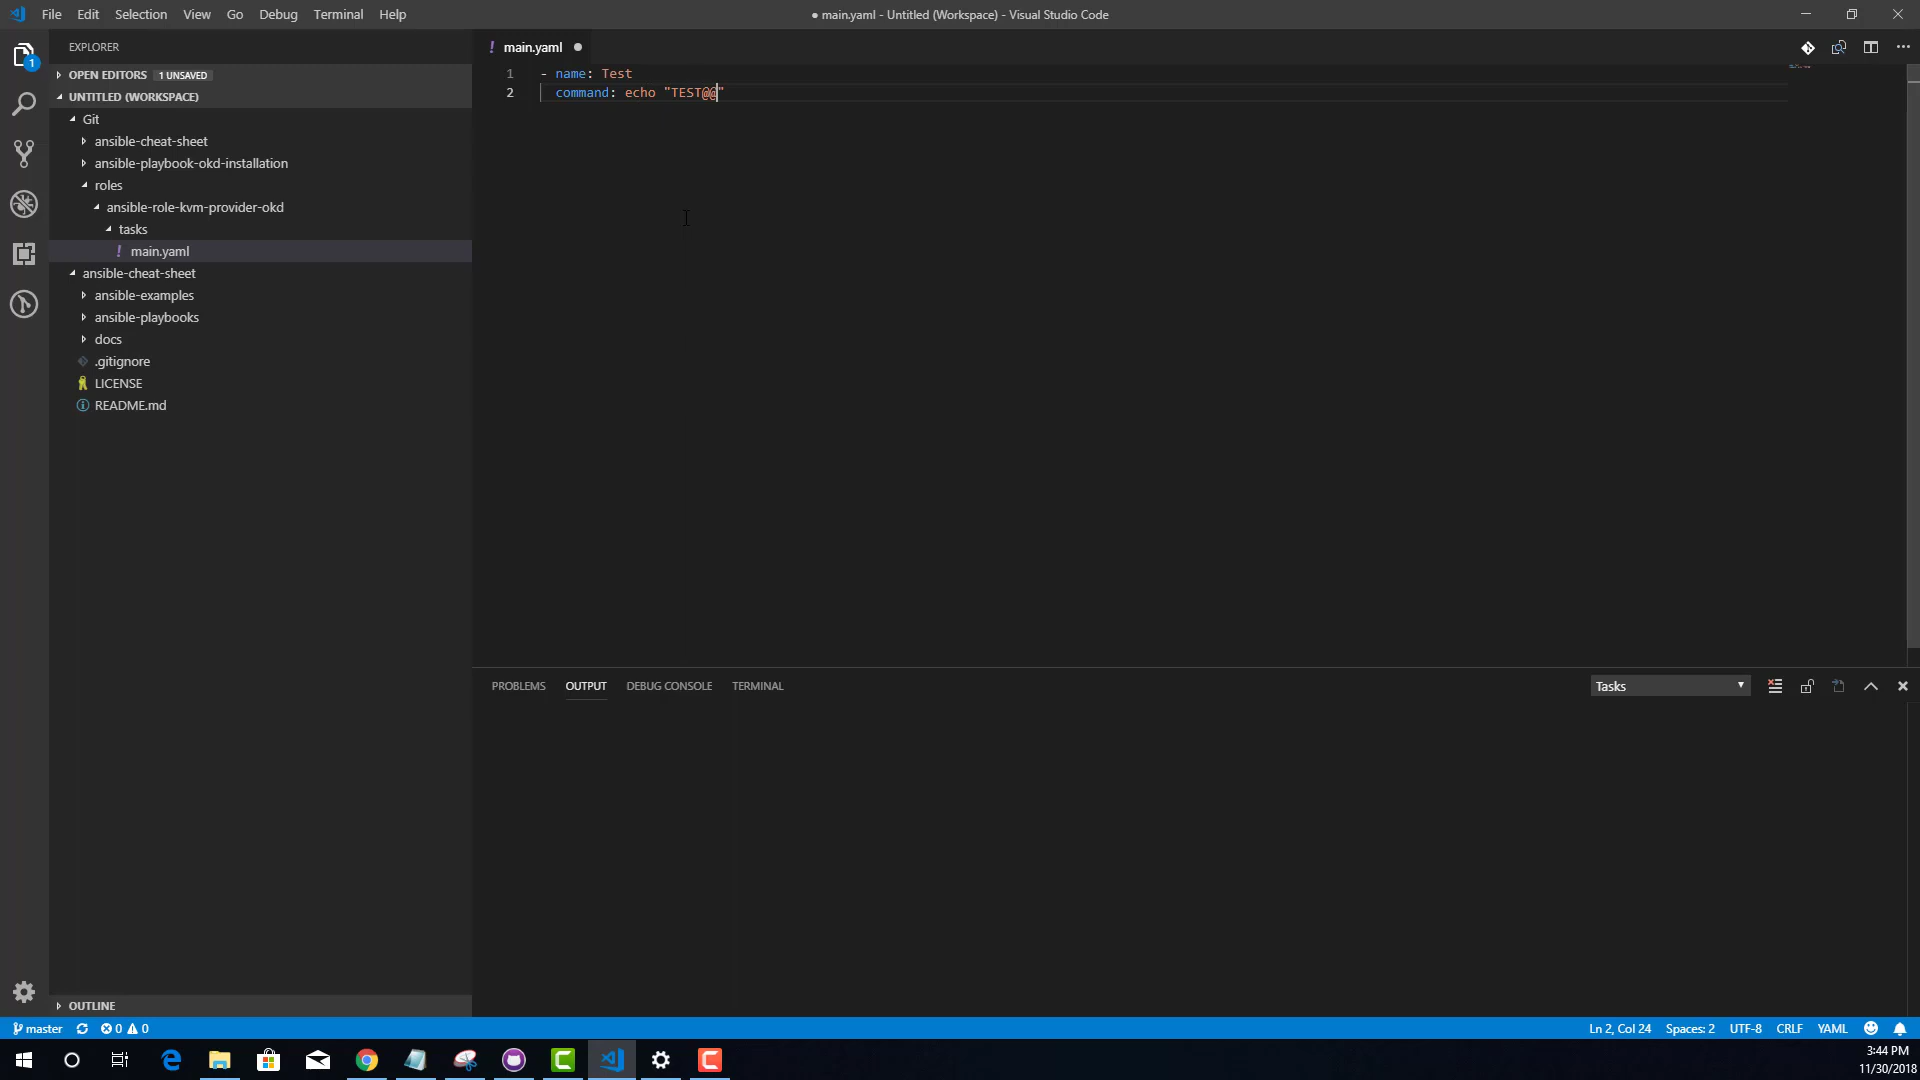 File Edit Selection View Go Debug Terminal Help
● main.yaml - Untitled (Workspace) - Visual Studio Code
EXPLORER
OPEN EDITORS 1 UNSAVED
UNTITLED (WORKSPACE)
Git
ansible-cheat-sheet
ansible-playbook-okd-installation
roles
ansible-role-kvm-provider-okd
tasks
! main.yaml
ansible-cheat-sheet
ansible-examples
ansible-playbooks
docs
.gitignore
LICENSE
README.md
OUTLINE
1
! main.yaml ●
1 - name: Test
2 command: echo "TEST@@"
PROBLEMS OUTPUT DEBUG CONSOLE TERMINAL
Tasks
master 0 0
Ln 2, Col 24 Spaces: 2 UTF-8 CRLF YAML
3:44 PM
11/30/2018